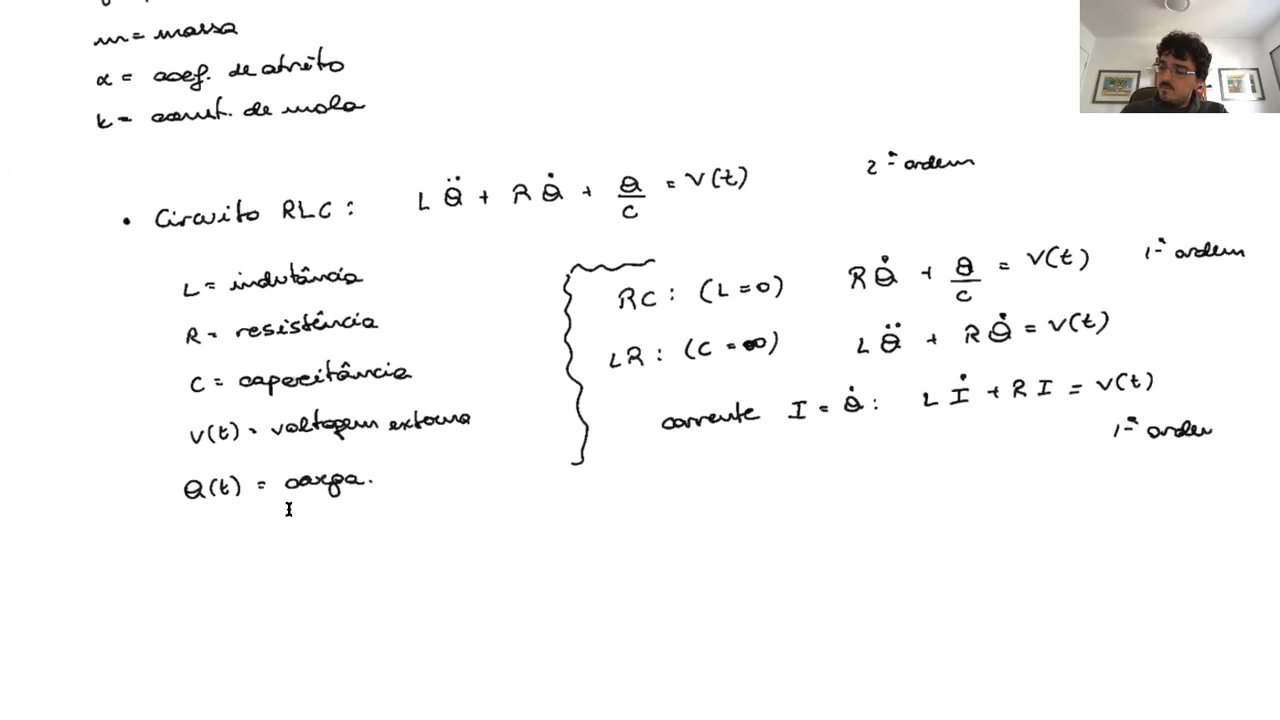 m = massa
α = coef. de atrito
k = const. de mola
• Circuito RLC: L Q̈ + R Q̇ + Q/C = V(t) 2ª ordem
L = indutância
R = resistência
C = capacitância
V(t) = voltagem externa
Q(t) = carga.
RC: (L=0) R Q̇ + Q/C = V(t) 1ª ordem
LR: (C = ∞) L Q̈ + R Q̇ = V(t)
corrente I = Q̇: L İ + R I = V(t)
1ª ordem